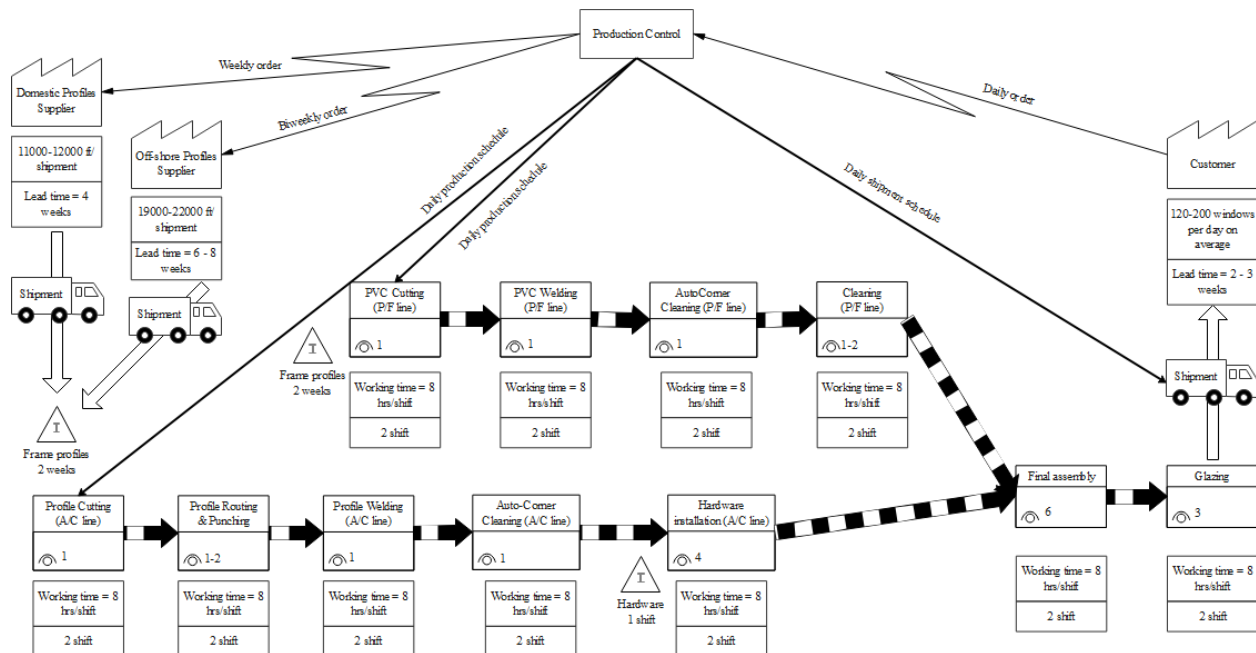 Production Control
Weekly order
Biweekly order
Daily order
Domestic Profiles
Supplier
11000-12000 ft/
shipment
Lead time = 4
weeks
Shipment
Off-shore Profiles
Supplier
19000-22000 ft/
shipment
Lead time = 6 - 8
weeks
Shipment
Daily production schedule
Daily production schedule
Daily shipment schedule
Customer
120-200 windows
per day on
average
Lead time = 2 - 3
weeks
Shipment
I
Frame profiles
2 weeks
I
Frame profiles
2 weeks
PVC Cutting
(P/F line)
1
Working time = 8
hrs/shift
2 shift
PVC Welding
(P/F line)
1
Working time = 8
hrs/shift
2 shift
AutoCorner
Cleaning (P/F line)
1
Working time = 8
hrs/shift
2 shift
Cleaning
(P/F line)
1-2
Working time = 8
hrs/shift
2 shift
Profile Cutting
(A/C line)
1
Working time = 8
hrs/shift
2 shift
Profile Routing
& Punching
1-2
Working time = 8
hrs/shift
2 shift
Profile Welding
(A/C line)
1
Working time = 8
hrs/shift
2 shift
Auto-Corner
Cleaning (A/C line)
1
Working time = 8
hrs/shift
2 shift
I
Hardware
1 shift
Hardware
installation (A/C line)
4
Working time = 8
hrs/shift
2 shift
Final assembly
6
Working time = 8
hrs/shift
2 shift
Glazing
3
Working time = 8
hrs/shift
2 shift